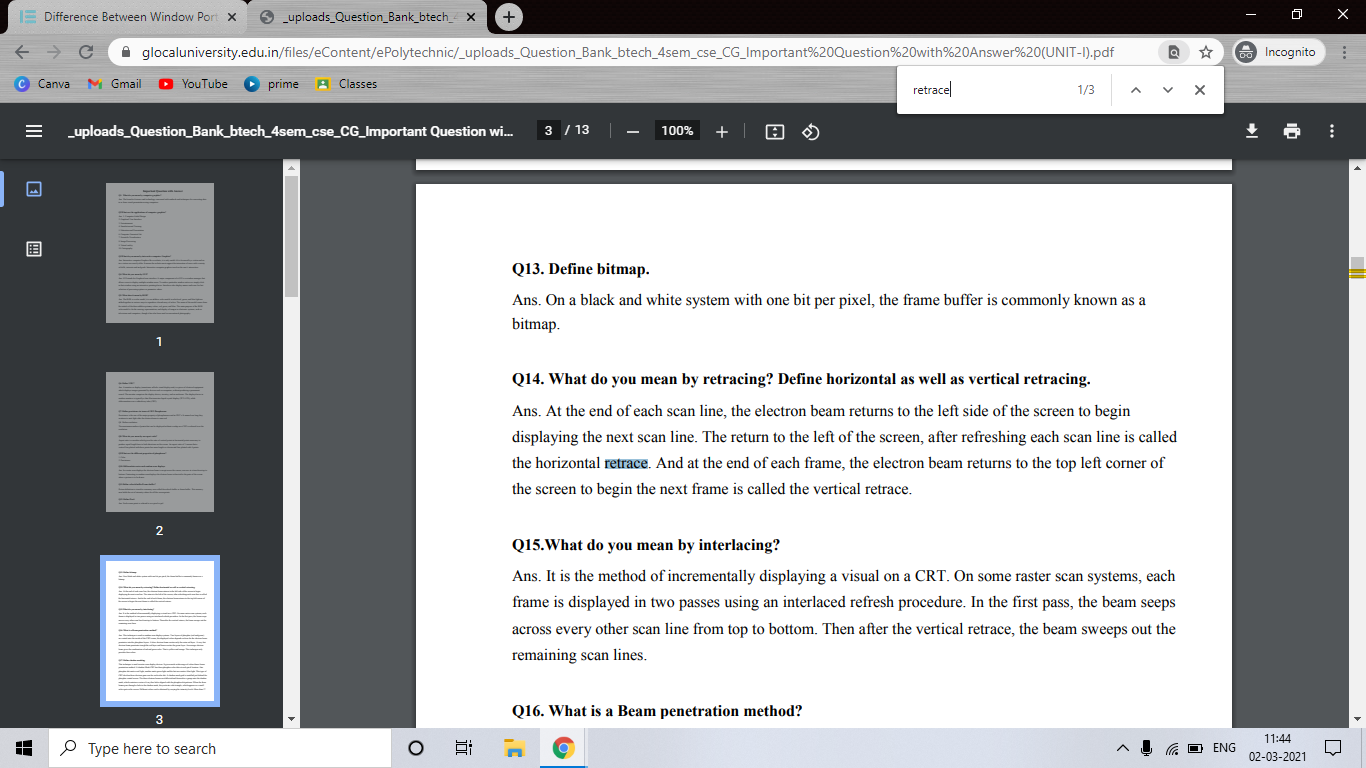 Difference Between Window Port
_uploads_Question_Bank_btech_4
glocaluniversity.edu.in/files/eContent/ePolytechnic/_uploads_Question_Bank_btech_4sem_cse_CG_Important%20Question%20with%20Answer%20(UNIT-I).pdf
Incognito
Canva
Gmail
YouTube
prime
Classes
retrace
1/3
_uploads_Question_Bank_btech_4sem_cse_CG_Important Question wi...
3 / 13
100%
1
2
3
Q13. Define bitmap.
Ans. On a black and white system with one bit per pixel, the frame buffer is commonly known as a
bitmap.
Q14. What do you mean by retracing? Define horizontal as well as vertical retracing.
Ans. At the end of each scan line, the electron beam returns to the left side of the screen to begin
displaying the next scan line. The return to the left of the screen, after refreshing each scan line is called
the horizontal retrace. And at the end of each frame, the electron beam returns to the top left corner of
the screen to begin the next frame is called the vertical retrace.
Q15.What do you mean by interlacing?
Ans. It is the method of incrementally displaying a visual on a CRT. On some raster scan systems, each
frame is displayed in two passes using an interlaced refresh procedure. In the first pass, the beam seeps
across every other scan line from top to bottom. Then after the vertical retrace, the beam sweeps out the
remaining scan lines.
Q16. What is a Beam penetration method?
Type here to search
ENG
11:44
02-03-2021